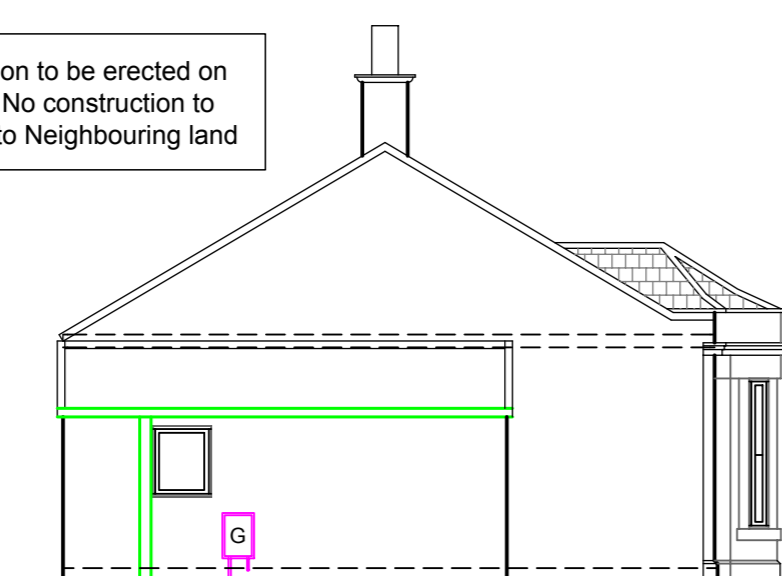 on to be erected on
No construction to
to Neighbouring land
G